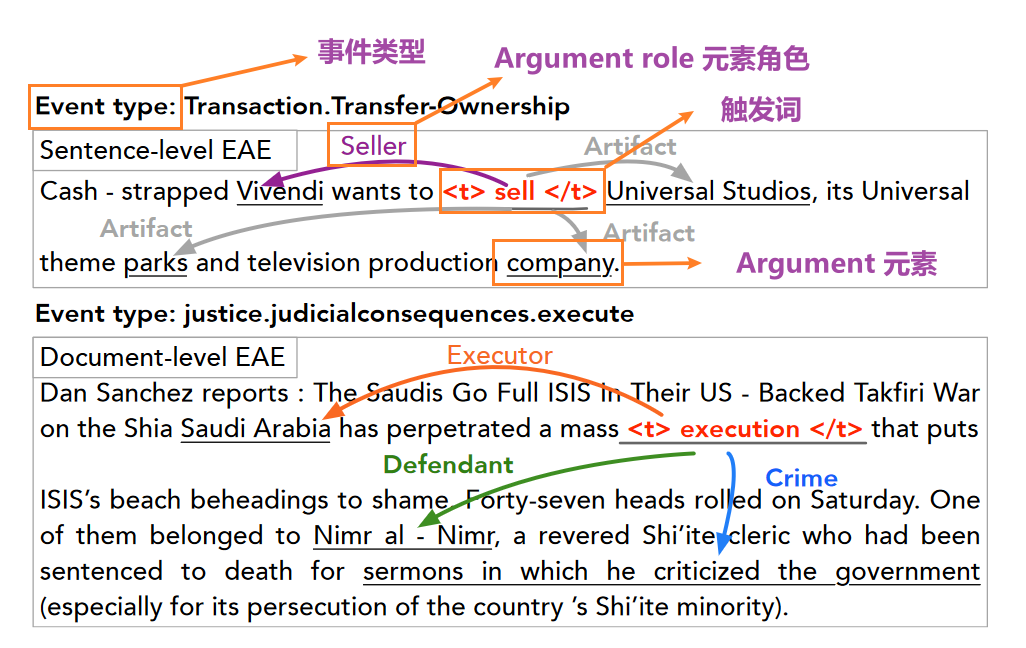 事件类型
Argument role 元素角色
Event type: Transaction.Transfer-Ownership
触发词
Sentence-level EAE
Seller
Artifact
Cash - strapped Vivendi wants to <t> sell </t> Universal Studios, its Universal
Artifact
Artifact
theme parks and television production company.
Argument 元素
Event type: justice.judicialconsequences.execute
Document-level EAE
Executor
Dan Sanchez reports : The Saudis Go Full ISIS in Their US - Backed Takfiri War
on the Shia Saudi Arabia has perpetrated a mass <t> execution </t> that puts
Defendant
Crime
ISIS’s beach beheadings to shame. Forty-seven heads rolled on Saturday. One
of them belonged to Nimr al - Nimr, a revered Shi’ite cleric who had been
sentenced to death for sermons in which he criticized the government
(especially for its persecution of the country ’s Shi’ite minority).